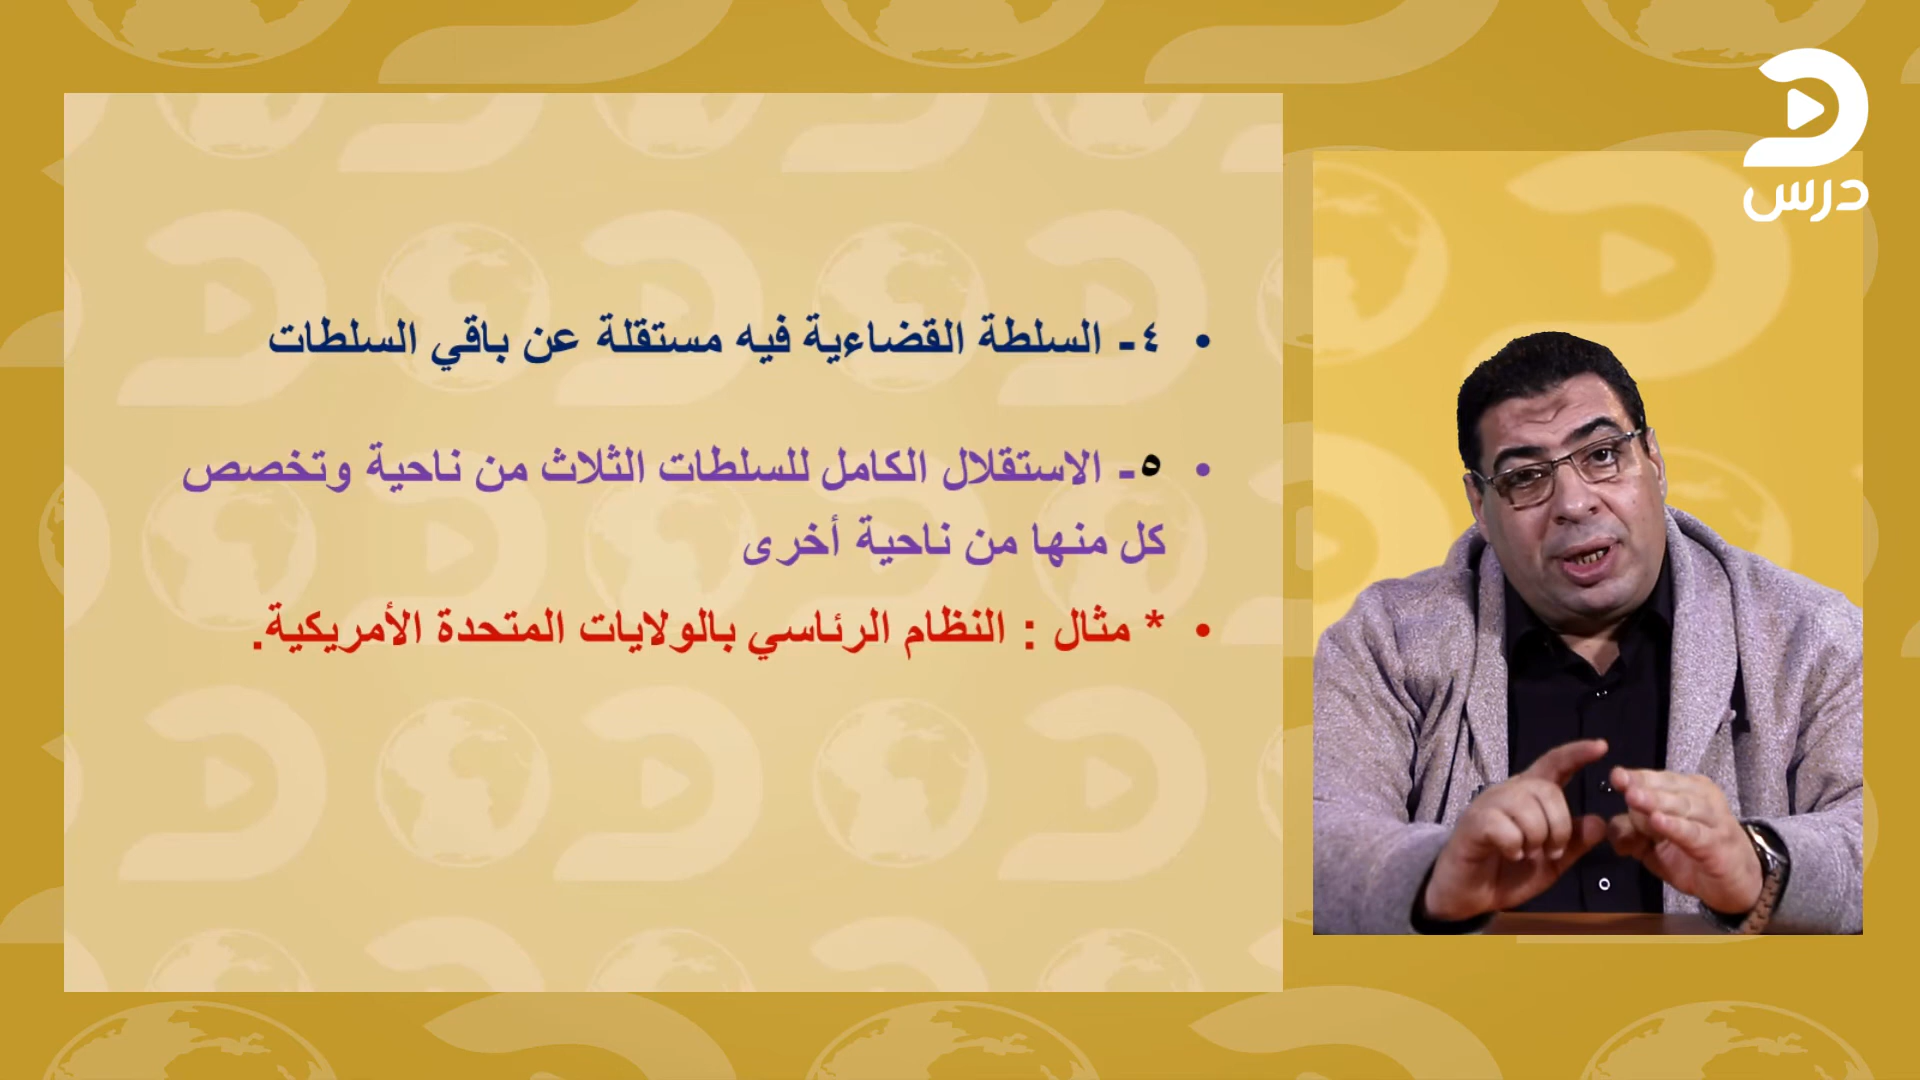 درس
• ٤- السلطة القضاءية فيه مستقلة عن باقي السلطات
• ٥- الاستقلال الكامل للسلطات الثلاث من ناحية وتخصص
كل منها من ناحية أخرى
• * مثال : النظام الرئاسي بالولايات المتحدة الأمريكية.